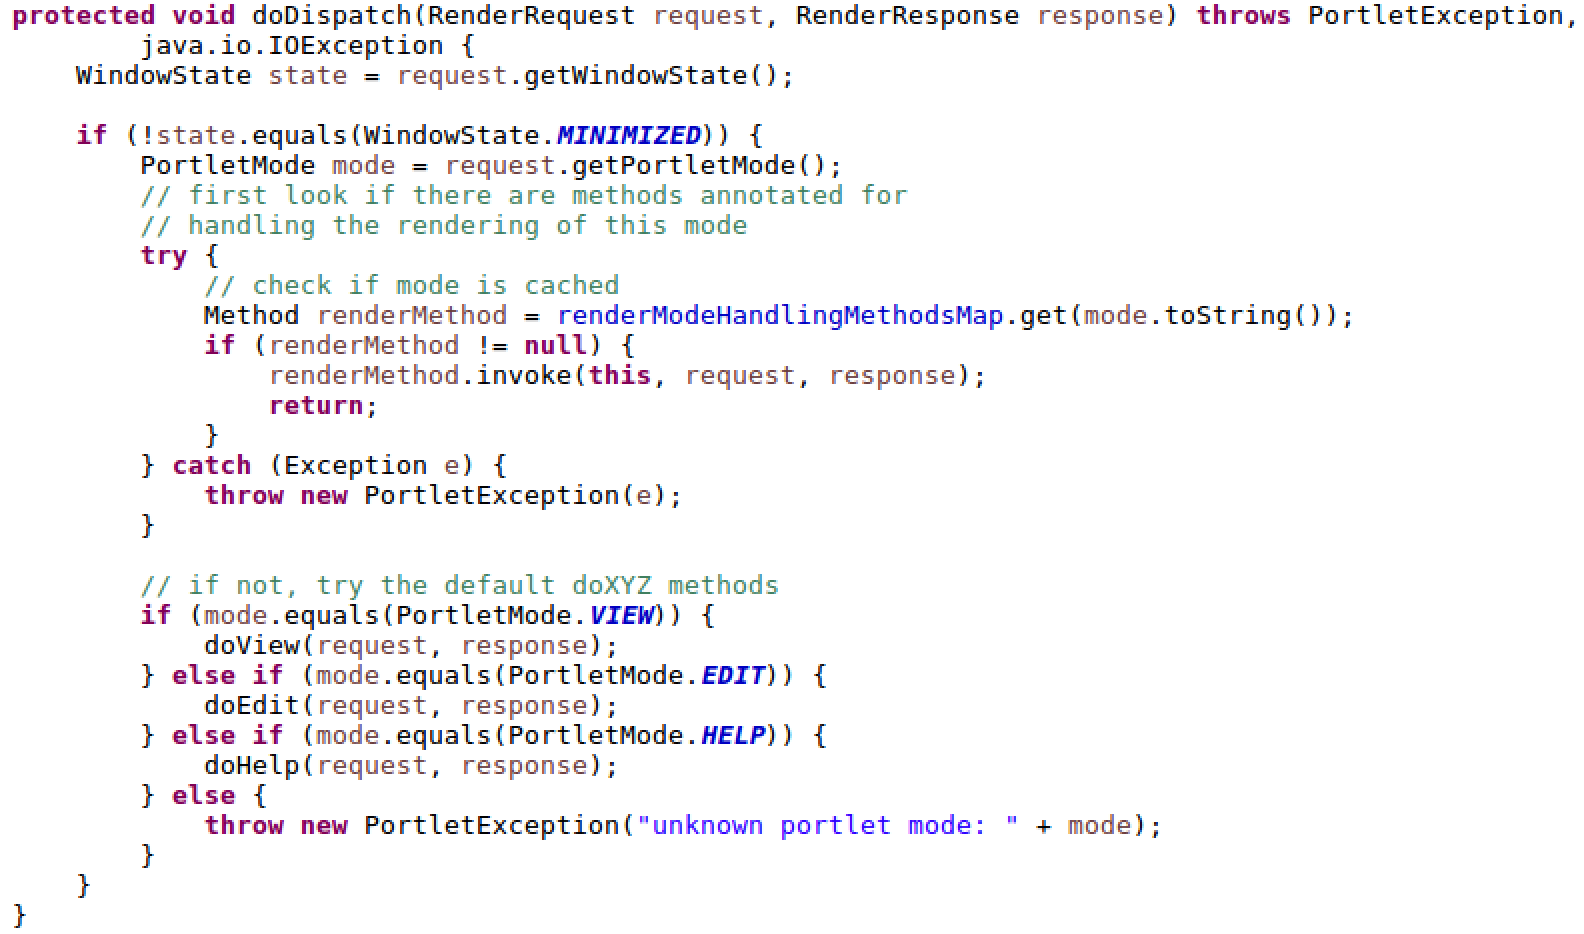 protected void doDispatch(RenderRequest request, RenderResponse response) throws PortletException,
        java.io.IOException {
    WindowState state = request.getWindowState();

    if (!state.equals(WindowState.MINIMIZED)) {
        PortletMode mode = request.getPortletMode();
        // first look if there are methods annotated for
        // handling the rendering of this mode
        try {
            // check if mode is cached
            Method renderMethod = renderModeHandlingMethodsMap.get(mode.toString());
            if (renderMethod != null) {
                renderMethod.invoke(this, request, response);
                return;
            }
        } catch (Exception e) {
            throw new PortletException(e);
        }

        // if not, try the default doXYZ methods
        if (mode.equals(PortletMode.VIEW)) {
            doView(request, response);
        } else if (mode.equals(PortletMode.EDIT)) {
            doEdit(request, response);
        } else if (mode.equals(PortletMode.HELP)) {
            doHelp(request, response);
        } else {
            throw new PortletException("unknown portlet mode: " + mode);
        }
    }
}